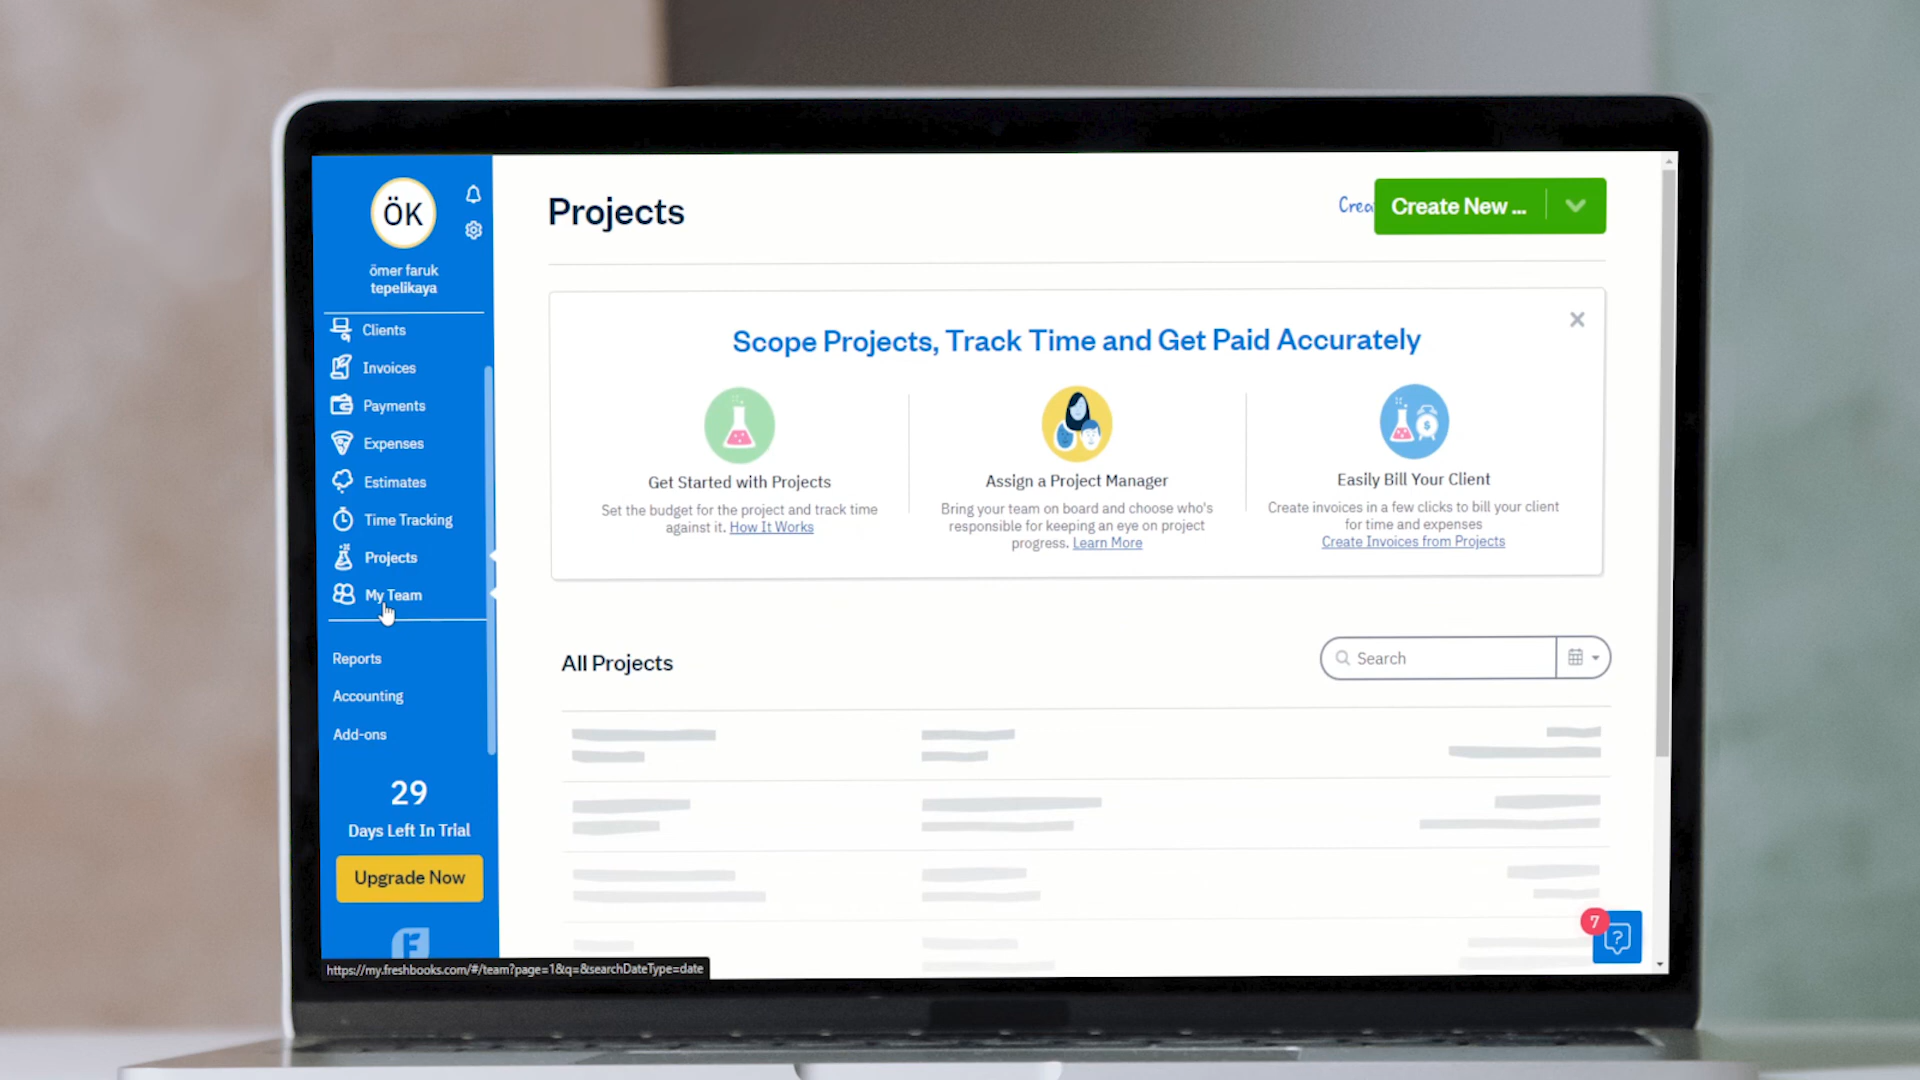 ÖK
ömer faruk
tepelikaya
Clients
Invoices
Payments
Expenses
Estimates
Time Tracking
Projects
My Team
Reports
Accounting
Add-ons
29
Days Left In Trial
Upgrade Now
https://my.freshbooks.com/#/team?page=1&q=&searchDateType=date
Projects
Crea
Create New ...
Scope Projects, Track Time and Get Paid Accurately
Get Started with Projects
Set the budget for the project and track time
against it. How It Works
Assign a Project Manager
Bring your team on board and choose who's
responsible for keeping an eye on project
progress. Learn More
$
Easily Bill Your Client
Create invoices in a few clicks to bill your client
for time and expenses
Create Invoices from Projects
All Projects
Search
7
?
F